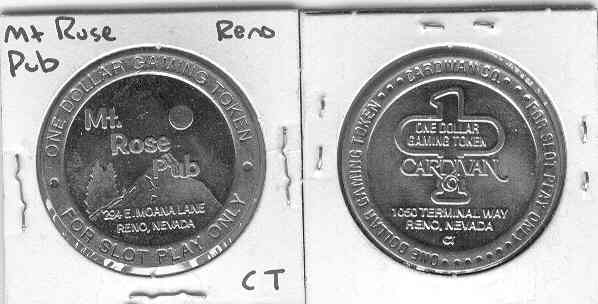 Mt Rose
Pub
Reno
ONE DOLLAR GAMING TOKEN
Mt.
Rose
Pub
294 E. MOANA LANE
RENO, NEVADA
FOR SLOT PLAY ONLY
CT
CARDIVAN CO.
FOR SLOT PLAY ONLY
ONE DOLLAR GAMING TOKEN
1
ONE DOLLAR
GAMING TOKEN
CARDIVAN
1050 TERMINAL WAY
RENO, NEVADA